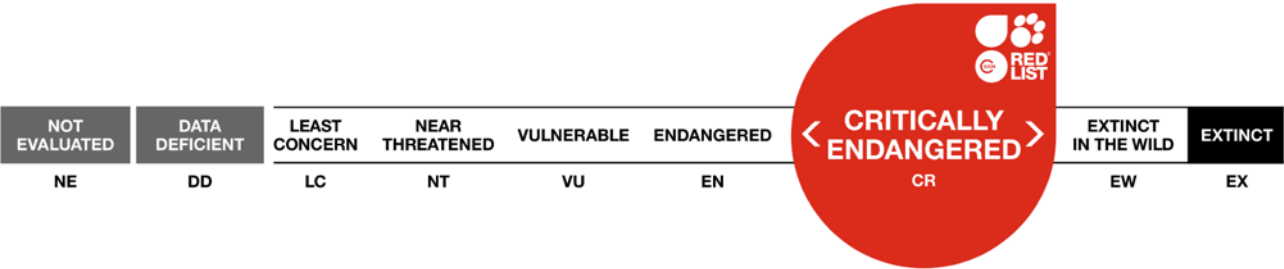 RED
LIST
NOT
EVALUATED
DATA
DEFICIENT
LEAST
CONCERN
NEAR
THREATENED
VULNERABLE
ENDANGERED
< CRITICALLY
ENDANGERED >
EXTINCT
IN THE WILD
EXTINCT
NE
DD
LC
NT
VU
EN
CR
EW
EX